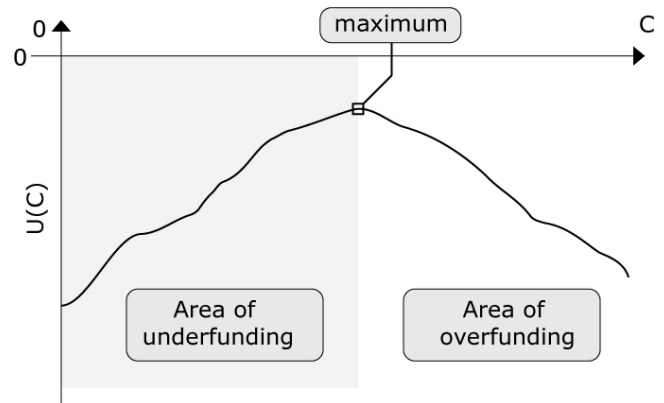 0
maximum
C
0
U(C)
Area of
underfunding
Area of
overfunding